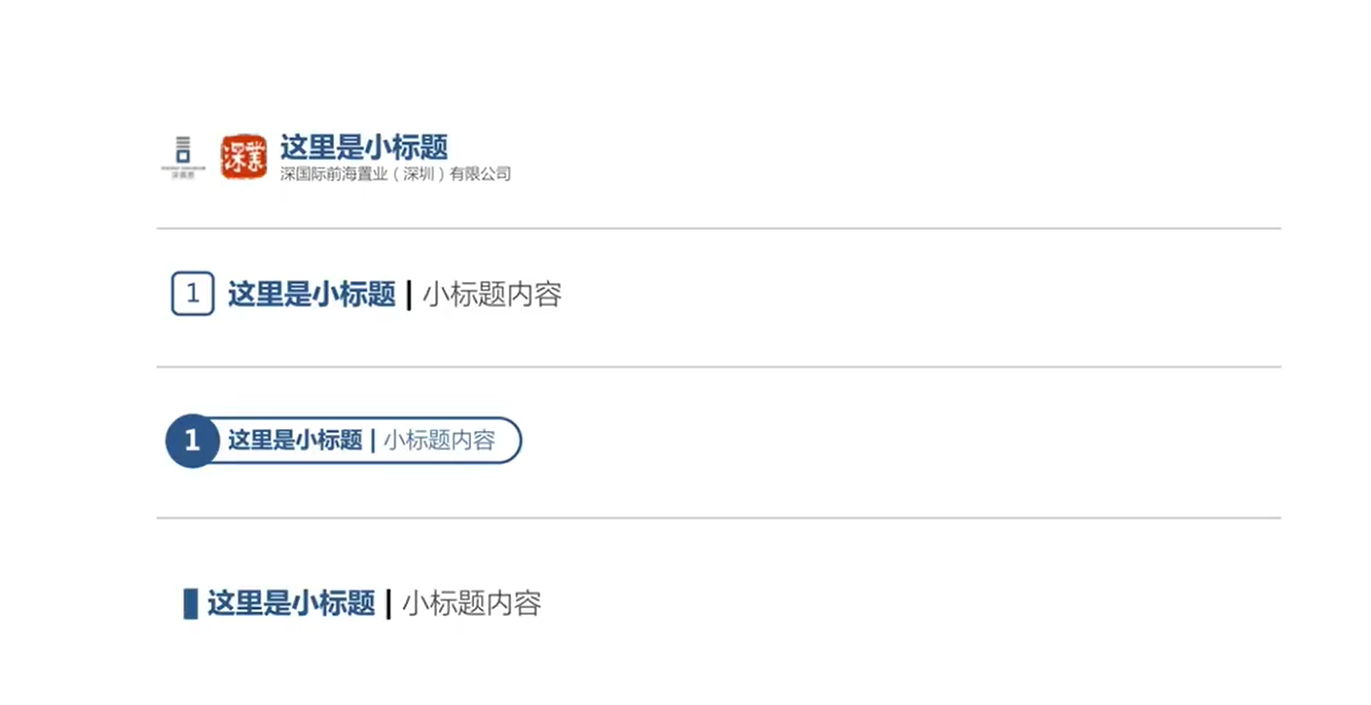 深業
这里是小标题
深国际前海置业（深圳）有限公司
1 这里是小标题 | 小标题内容
1 这里是小标题 | 小标题内容
这里是小标题 | 小标题内容